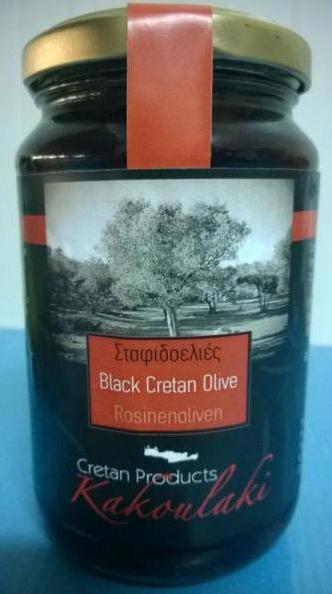 Σταφιδοελιές
Black Cretan Olive
Rosinenoliven
Cretan Products
Kakoulaki